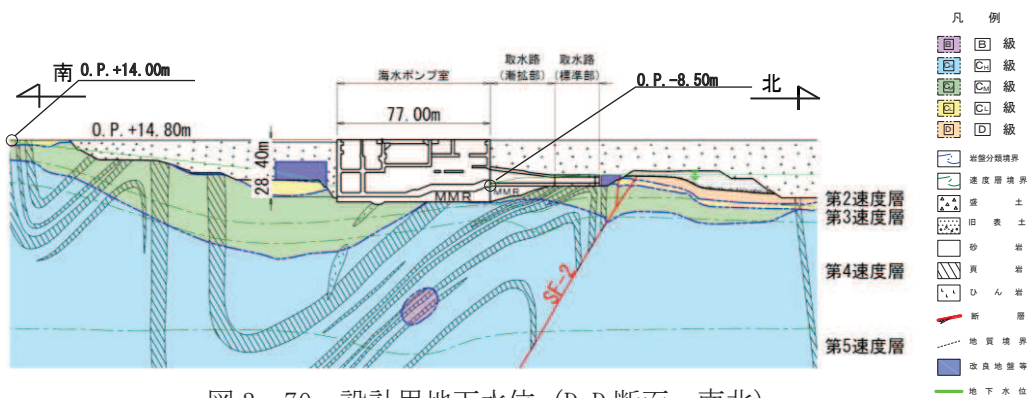 南 O.P.+14.00m
O.P.+14.80m
28.40m
海水ポンプ室
77.00m
取水路
(漸拡部)
取水路
(標準部)
O.P.-8.50m
北
MMR
MMR
SF-2
第2速度層
第3速度層
第4速度層
第5速度層
凡 例
B B 級
CH CH 級
CM CM 級
CL CL 級
D D 級
岩盤分類境界
速度層境界
盛 土
旧 表 土
砂 岩
頁 岩
ひ ん 岩
断 層
地 質 境 界
改 良 地 盤 等
地 下 水 位